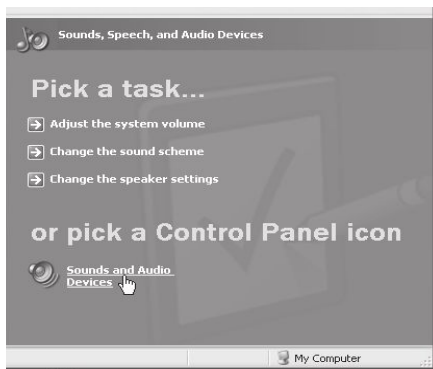 Sounds, Speech, and Audio Devices
Pick a task...
Adjust the system volume
Change the sound scheme
Change the speaker settings
or pick a Control Panel icon
Sounds and Audio
Devices
My Computer